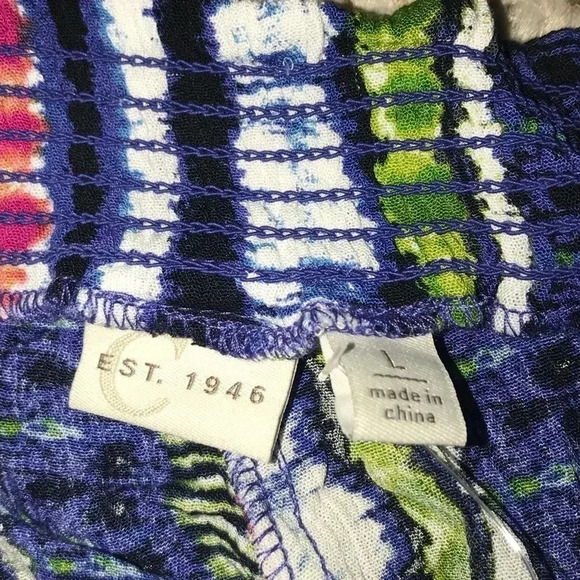 C
EST. 1946
L
made in
china